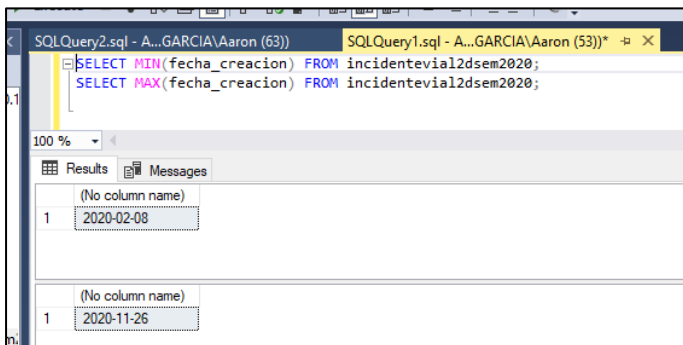 SQLQuery2.sql - A...GARCIA\Aaron (63)) SQLQuery1.sql - A...GARCIA\Aaron (53))*
SELECT MIN(fecha_creacion) FROM incidentevial2dsem2020;
SELECT MAX(fecha_creacion) FROM incidentevial2dsem2020;
100 %
Results Messages
(No column name)
1 2020-02-08
(No column name)
1 2020-11-26